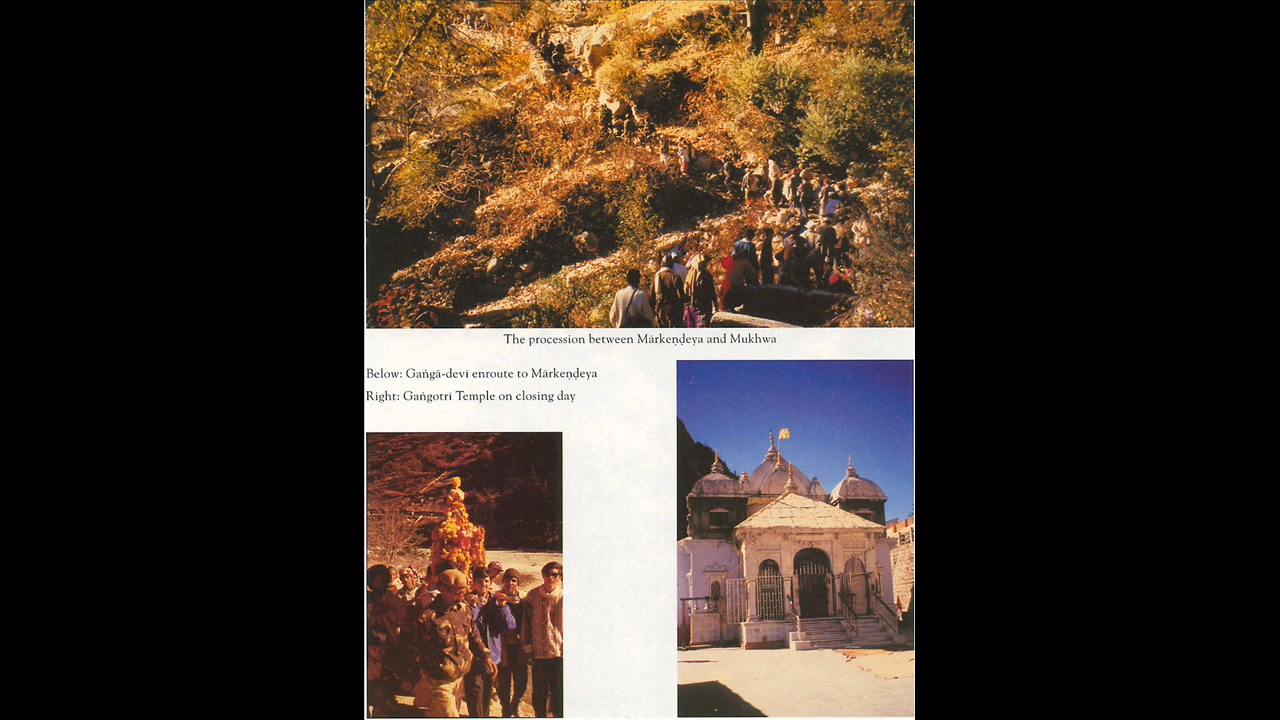 The procession between Mārkeṇḍeya and Mukhwa
Below: Gaṅgā-devī enroute to Mārkeṇḍeya
Right: Gaṅgotrī Temple on closing day